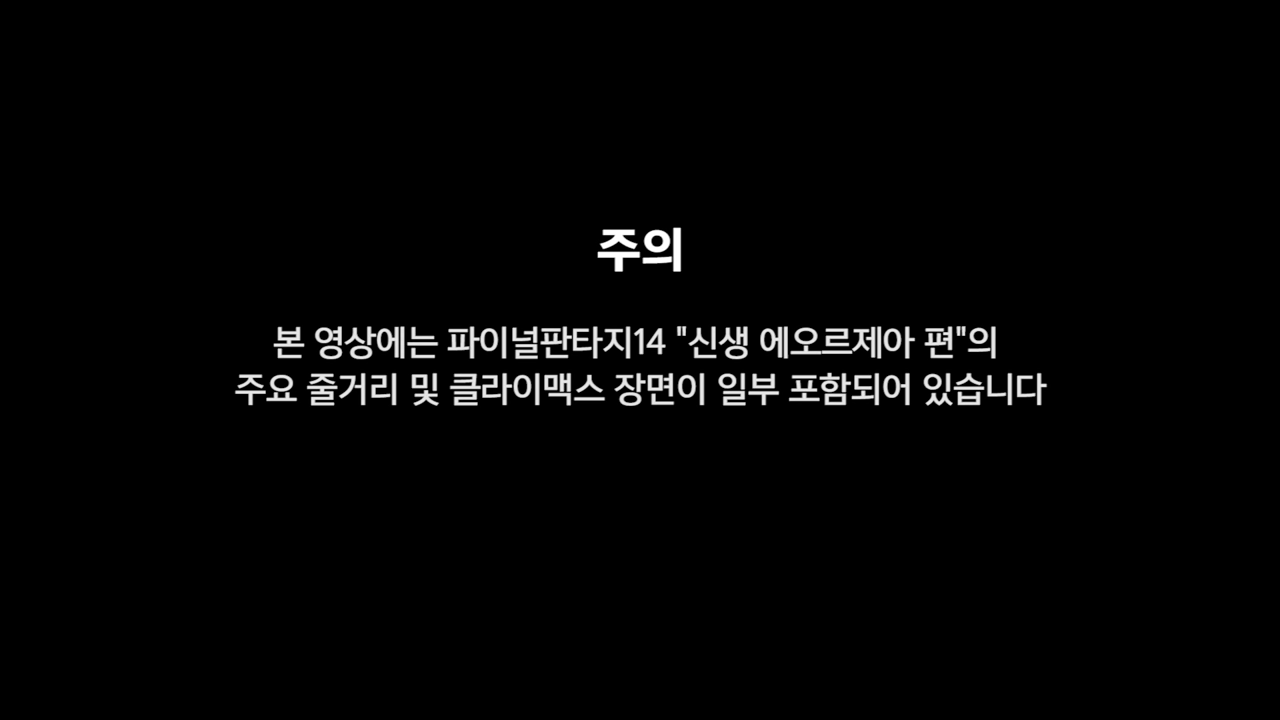 주의
본 영상에는 파이널판타지14 "신생 에오르제아 편"의
주요 줄거리 및 클라이맥스 장면이 일부 포함되어 있습니다